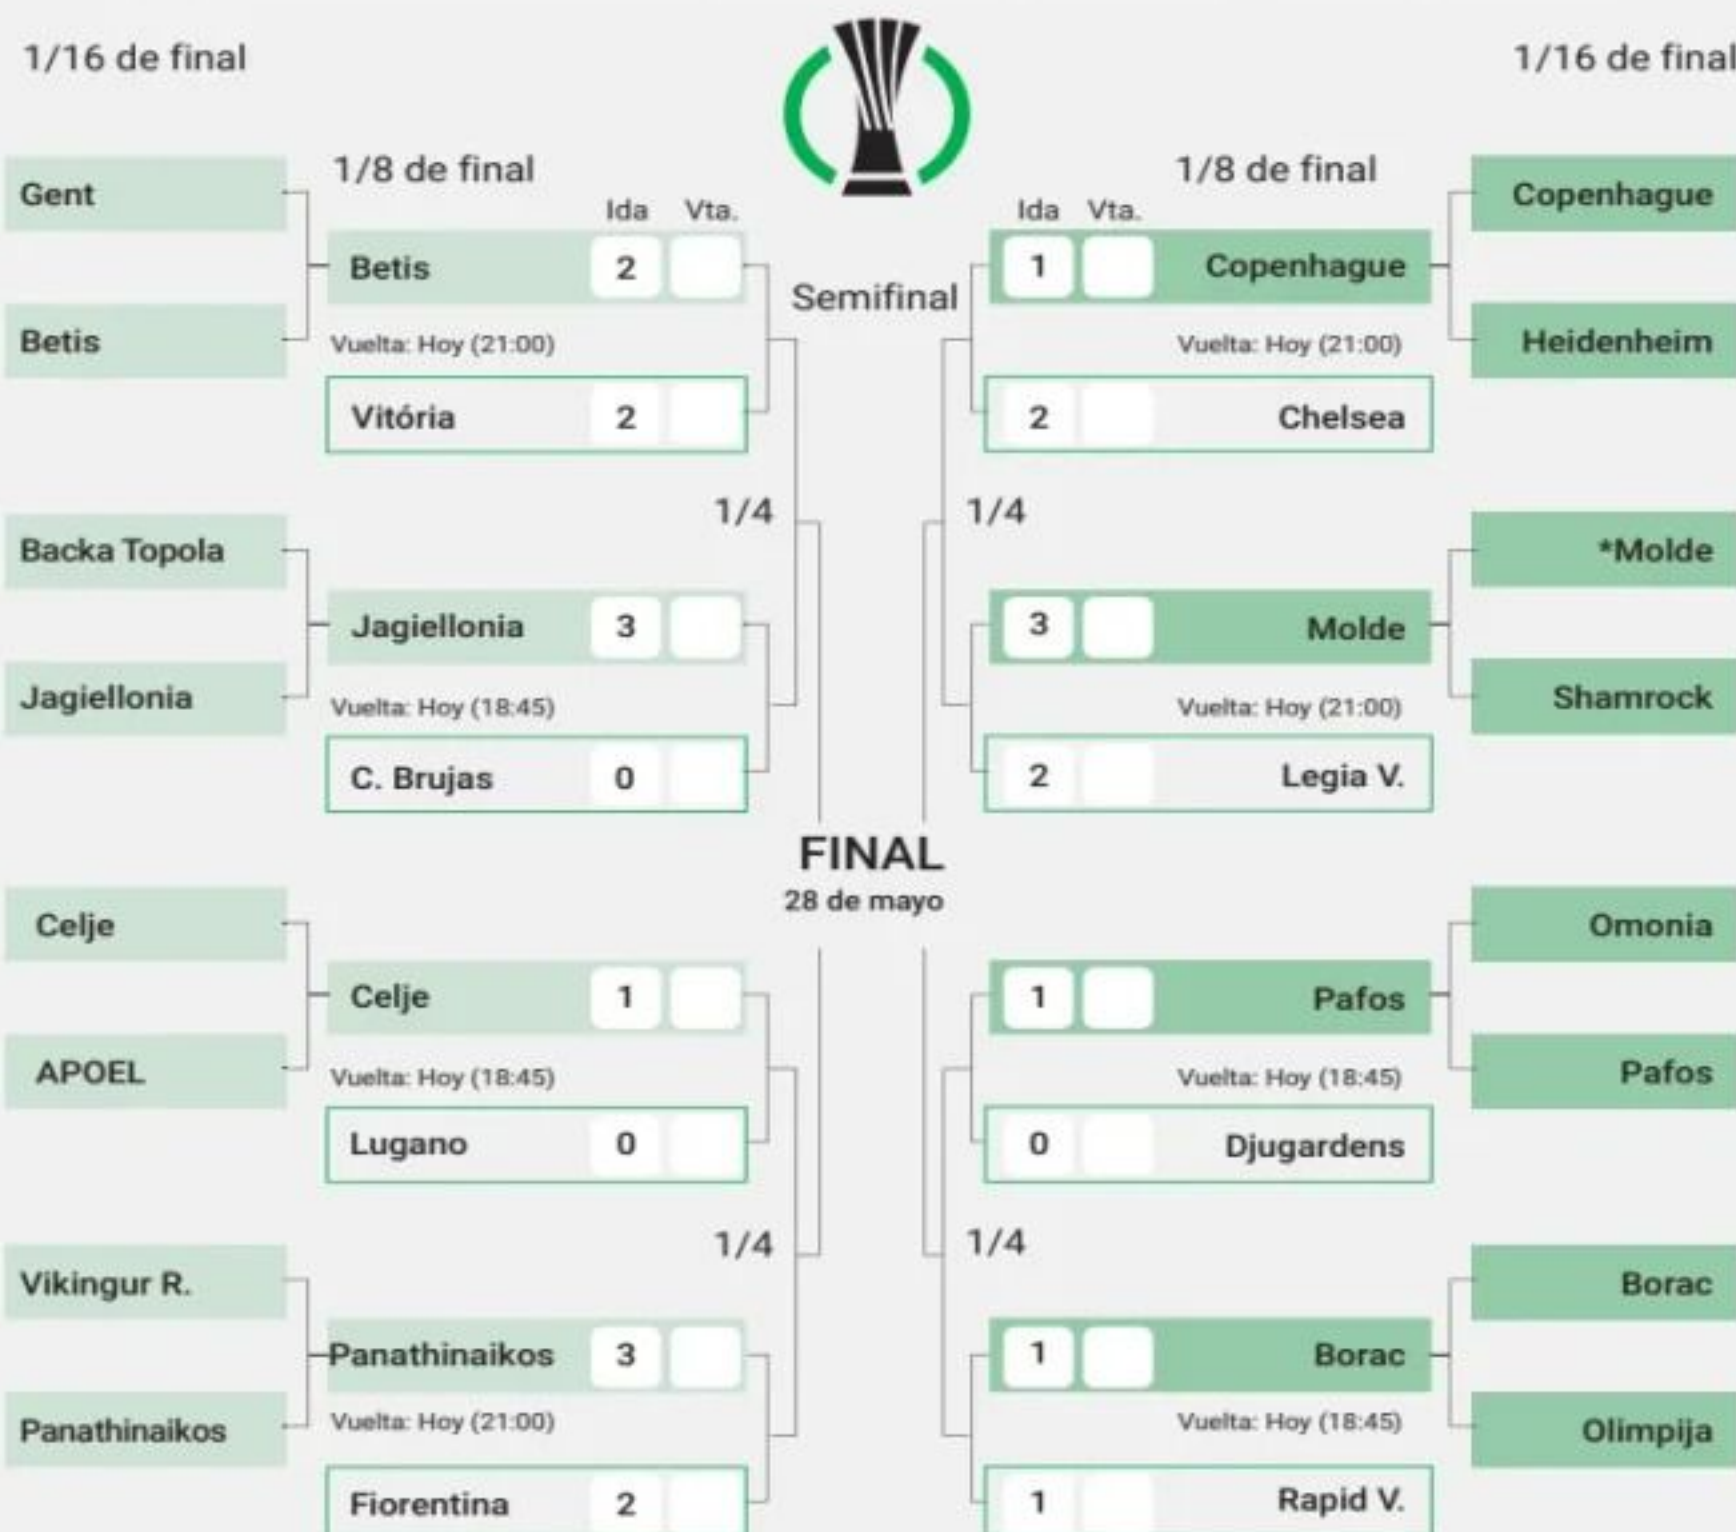 1/16 de final
1/16 de final
1/8 de final
1/8 de final
Ida Vta.
Ida Vta.
Gent
Betis
Betis 2
Vuelta: Hoy (21:00)
Vitória 2
Semifinal
1 Copenhague
Vuelta: Hoy (21:00)
2 Chelsea
Copenhague
Heidenheim
1/4
1/4
Backa Topola
Jagiellonia
Jagiellonia 3
Vuelta: Hoy (18:45)
C. Brujas 0
3 Molde
Vuelta: Hoy (21:00)
2 Legia V.
*Molde
Shamrock
FINAL
28 de mayo
Celje
APOEL
Celje 1
Vuelta: Hoy (18:45)
Lugano 0
1 Pafos
Vuelta: Hoy (18:45)
0 Djugardens
Omonia
Pafos
1/4
1/4
Vikingur R.
Panathinaikos
Panathinaikos 3
Vuelta: Hoy (21:00)
Fiorentina 2
1 Borac
Vuelta: Hoy (18:45)
1 Rapid V.
Borac
Olimpija